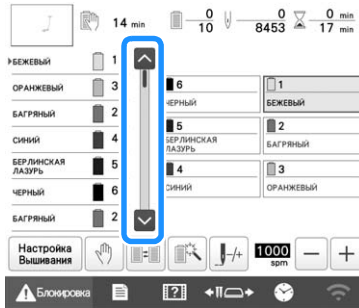 14 min 0 10 0 8453 0 min 17 min
БЕЖЕВЫЙ 1
ОРАНЖЕВЫЙ 3
БАГРЯНЫЙ 2
СИНИЙ 4
БЕРЛИНСКАЯ
ЛАЗУРЬ 5
ЧЕРНЫЙ 6
БАГРЯНЫЙ 2
6
ЧЕРНЫЙ
1
БЕЖЕВЫЙ
5
БЕРЛИНСКАЯ
ЛАЗУРЬ
2
БАГРЯНЫЙ
4
СИНИЙ
3
ОРАНЖЕВЫЙ
Настройка
Вышивания
-/+
1000
spm
− +
Блокировка
?